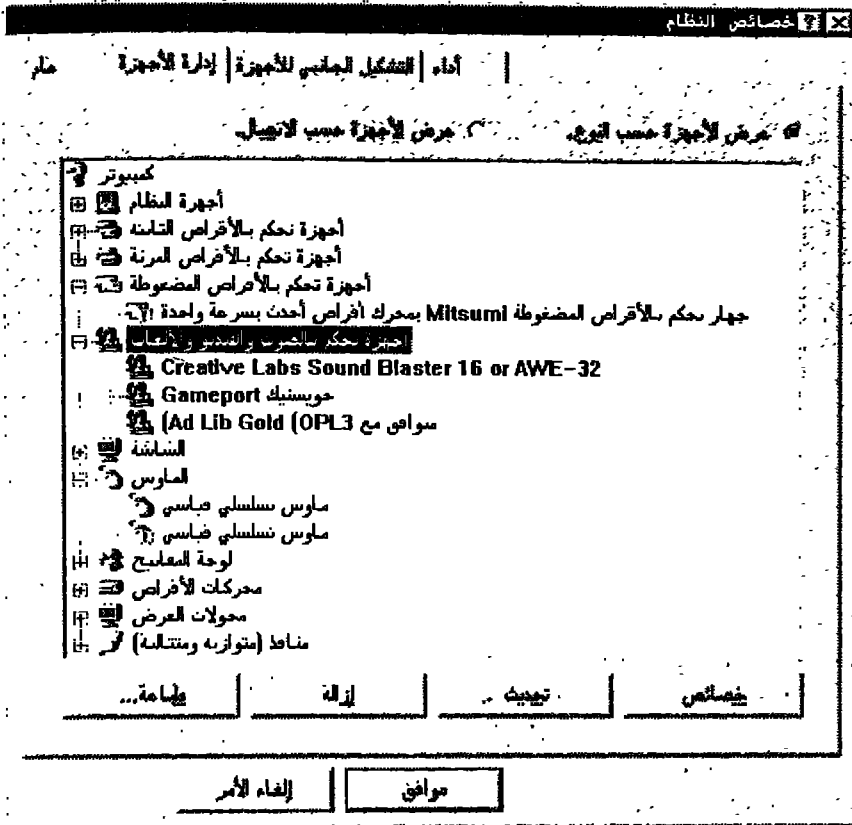 خصائص النظام
عام إدارة الأجهزة التشكيل الجانبي للأجهزة أداء
عرض الأجهزة حسب النوع. عرض الأجهزة حسب الاتصال.
كمبيوتر
أجهزة النظام
أجهزة تحكم بالأقراص الثابتة
أجهزة تحكم بالأقراص المرنة
أجهزة تحكم بالأقراص المضغوطة
جهاز تحكم بالأقراص المضغوطة Mitsumi بمحرك أقراص أحدث بسرعة واحدة
أجهزة تحكم بالصوت والفيديو والألعاب
Creative Labs Sound Blaster 16 or AWE-32
جويستيك Gameport
متوافق مع Ad Lib Gold (OPL3)
الشاشة
الماوس
ماوس تسلسلي قياسي
ماوس تسلسلي قياسي
لوحة المفاتيح
محركات الأقراص
محولات العرض
منافذ (متوازية ومتتالية)
خصائص تحديث إزالة طباعة...
موافق إلغاء الأمر